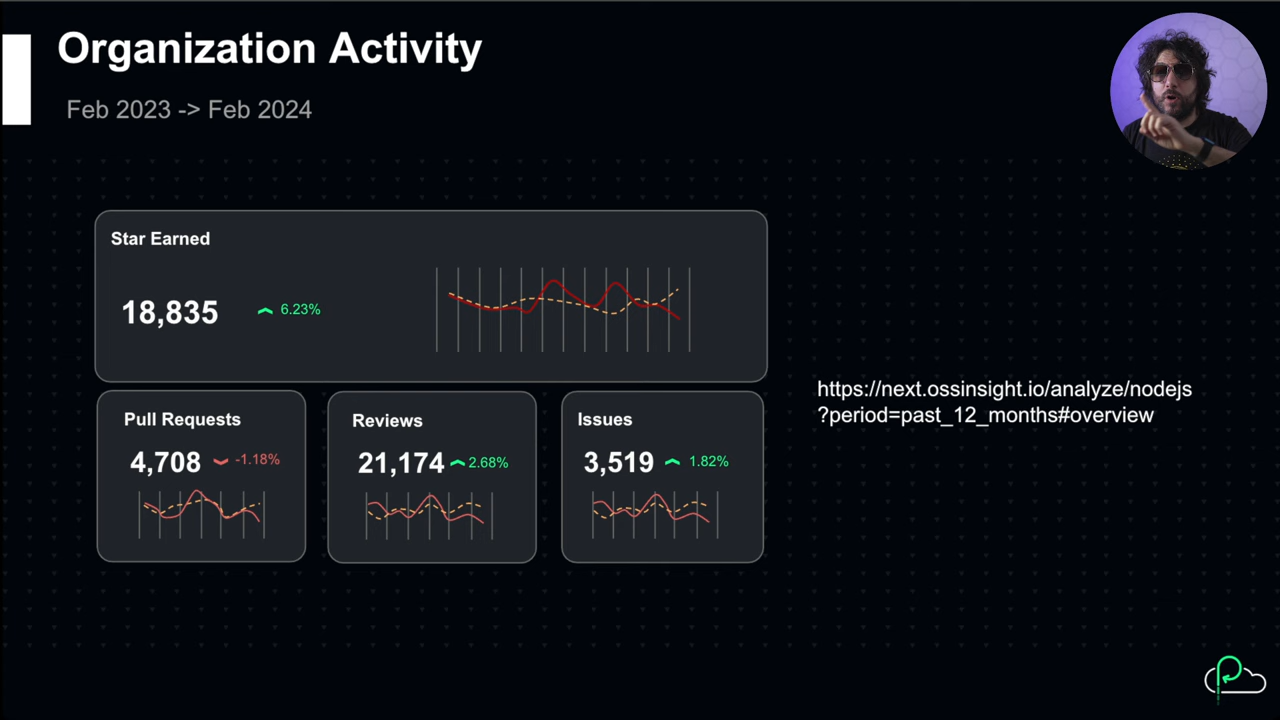 Organization Activity
Feb 2023 -> Feb 2024
Star Earned
18,835 6.23%
Pull Requests
4,708 -1.18%
Reviews
21,174 2.68%
Issues
3,519 1.82%
https://next.ossinsight.io/analyze/nodejs
?period=past_12_months#overview